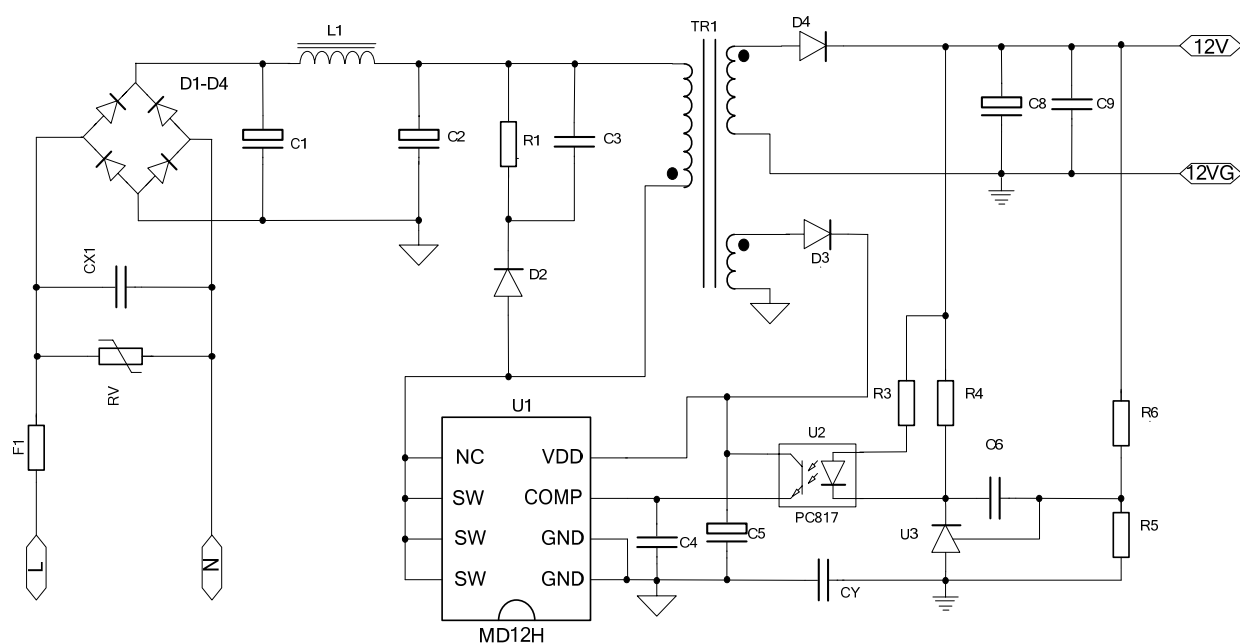 L1
TR1
D4
12V
D1-D4
C1
C2
R1
C3
C8
C9
12VG
CX1
D2
D3
RV
R3
R4
R6
U1
U2
F1
NC
VDD
C6
SW
COMP
PC817
SW
GND
C4
C5
U3
R5
L
N
SW
GND
CY
MD12H